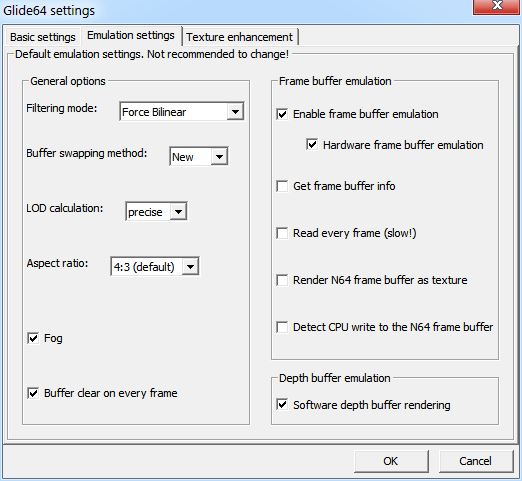 Glide64 settings
Basic settings
Emulation settings
Texture enhancement
Default emulation settings. Not recommended to change!
General options
Filtering mode: Force Bilinear
Buffer swapping method: New
LOD calculation: precise
Aspect ratio: 4:3 (default)
Fog
Buffer clear on every frame
Frame buffer emulation
Enable frame buffer emulation
Hardware frame buffer emulation
Get frame buffer info
Read every frame (slow!)
Render N64 frame buffer as texture
Detect CPU write to the N64 frame buffer
Depth buffer emulation
Software depth buffer rendering
OK
Cancel